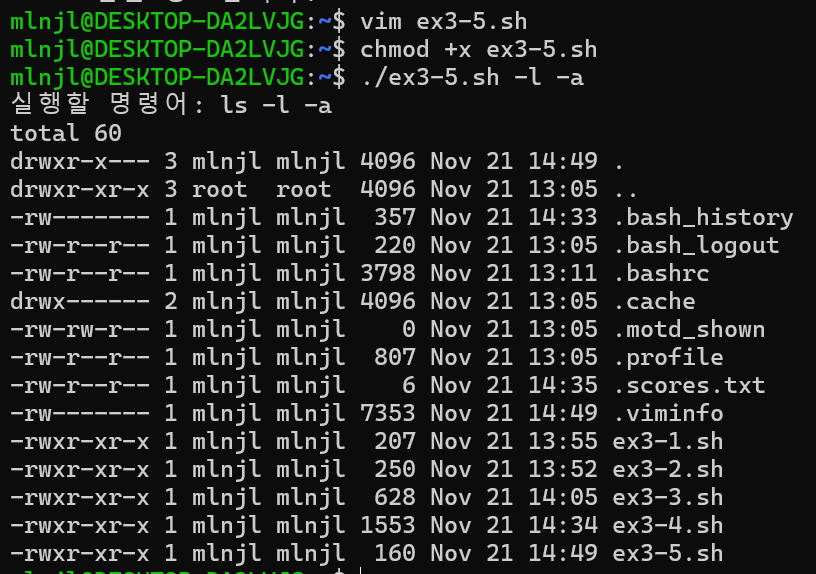 mlnjl@DESKTOP-DA2LVJG:~$ vim ex3-5.sh
mlnjl@DESKTOP-DA2LVJG:~$ chmod +x ex3-5.sh
mlnjl@DESKTOP-DA2LVJG:~$ ./ex3-5.sh -l -a
실행할 명령어: ls -l -a
total 60
drwxr-x--- 3 mlnjl mlnjl 4096 Nov 21 14:49 .
drwxr-xr-x 3 root  root  4096 Nov 21 13:05 ..
-rw------- 1 mlnjl mlnjl  357 Nov 21 14:33 .bash_history
-rw-r--r-- 1 mlnjl mlnjl  220 Nov 21 13:05 .bash_logout
-rw-r--r-- 1 mlnjl mlnjl 3798 Nov 21 13:11 .bashrc
drwx------ 2 mlnjl mlnjl 4096 Nov 21 13:05 .cache
-rw-rw-r-- 1 mlnjl mlnjl    0 Nov 21 13:05 .motd_shown
-rw-r--r-- 1 mlnjl mlnjl  807 Nov 21 13:05 .profile
-rw-r--r-- 1 mlnjl mlnjl    6 Nov 21 14:35 .scores.txt
-rw------- 1 mlnjl mlnjl 7353 Nov 21 14:49 .viminfo
-rwxr-xr-x 1 mlnjl mlnjl  207 Nov 21 13:55 ex3-1.sh
-rwxr-xr-x 1 mlnjl mlnjl  250 Nov 21 13:52 ex3-2.sh
-rwxr-xr-x 1 mlnjl mlnjl  628 Nov 21 14:05 ex3-3.sh
-rwxr-xr-x 1 mlnjl mlnjl 1553 Nov 21 14:34 ex3-4.sh
-rwxr-xr-x 1 mlnjl mlnjl  160 Nov 21 14:49 ex3-5.sh
mlnjl@DESKTOP-DA2LVJG:~$